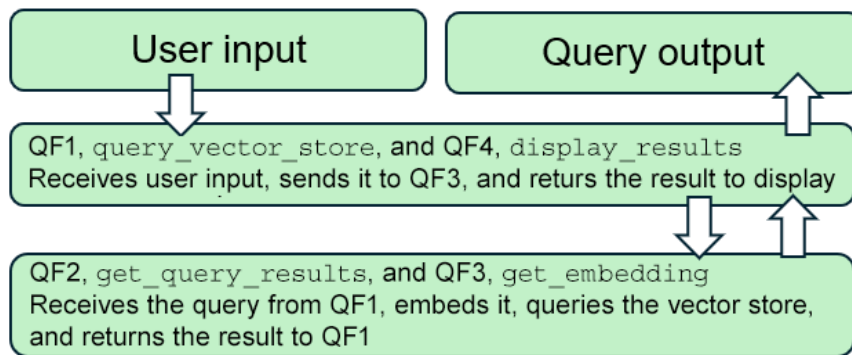 User input
Query output
QF1, query_vector_store, and QF4, display_results
Receives user input, sends it to QF3, and returs the result to display
QF2, get_query_results, and QF3, get_embedding
Receives the query from QF1, embeds it, queries the vector store,
and returns the result to QF1